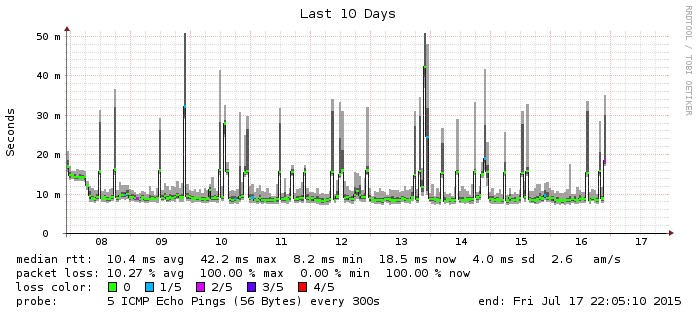 Last 10 Days
RRDTOOL / TOBI OETIKER
Seconds
50 m
40 m
30 m
20 m
10 m
0
08 09 10 11 12 13 14 15 16 17
median rtt: 10.4 ms avg 42.2 ms max 8.2 ms min 18.5 ms now 4.0 ms sd 2.6 am/s
packet loss: 10.27 % avg 100.00 % max 0.00 % min 100.00 % now
loss color: 0 1/5 2/5 3/5 4/5
probe: 5 ICMP Echo Pings (56 Bytes) every 300s end: Fri Jul 17 22:05:10 2015